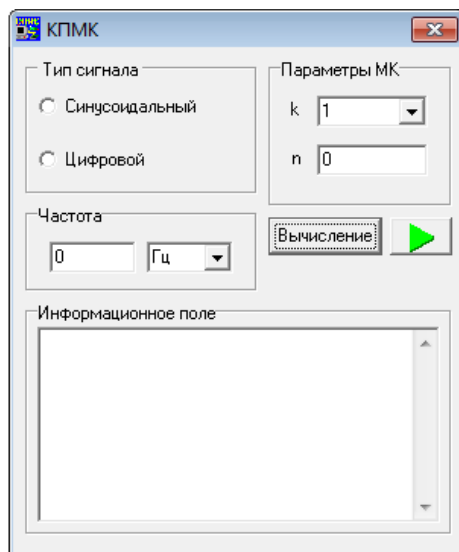 КПМК
Тип сигнала
Синусоидальный
Цифровой
Параметры МК
k 1
n 0
Частота
0 Гц
Вычисление
Информационное поле